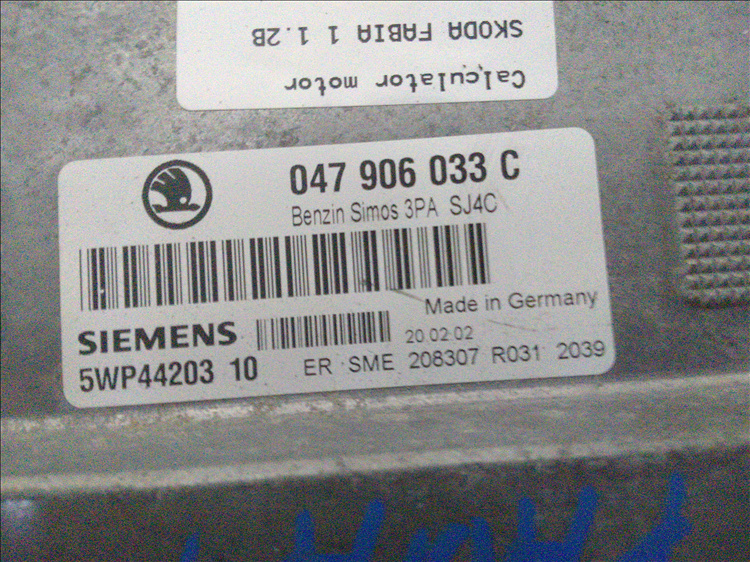 Calculator motor
SKODA FABIA 1 1.2B
047 906 033 C
Benzin Simos 3PA SJ4C
Made in Germany
SIEMENS 20 02 02
5WP44203 10 ER SME 208307 R031 2039